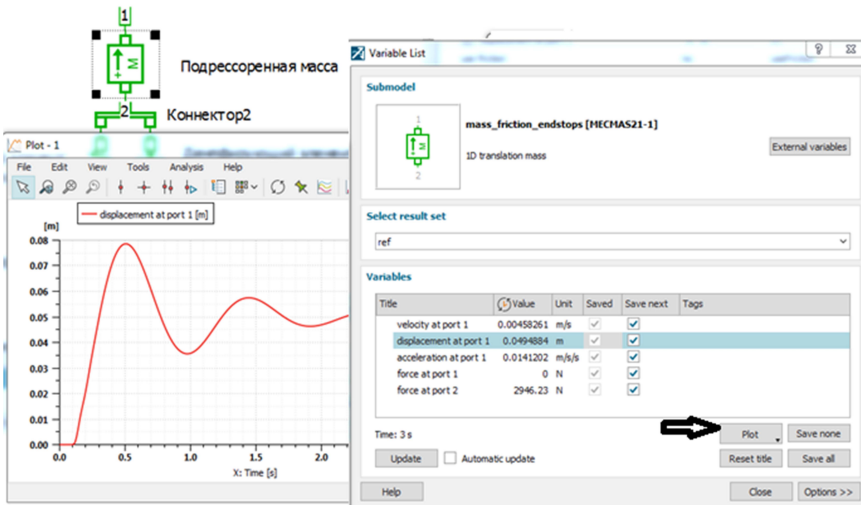 1
M
Подрессоренная масса
2
Коннектор2
Plot - 1
File Edit View Tools Analysis Help
displacement at port 1 [m]
[m]
0.08
0.07
0.06
0.05
0.04
0.03
0.02
0.01
0.00
0.0 0.5 1.0 1.5 2.0
X: Time [s]
Variable List
Submodel
1
M
2
mass_friction_endstops [MECMAS21-1]
1D translation mass
External variables
Select result set
ref
Variables
Title Value Unit Saved Save next Tags
velocity at port 1 0.00458261 m/s
displacement at port 1 0.0494884 m
acceleration at port 1 0.0141202 m/s/s
force at port 1 0 N
force at port 2 2946.23 N
Time: 3 s
Plot Save none
Update Automatic update Reset title Save all
Help Close Options >>